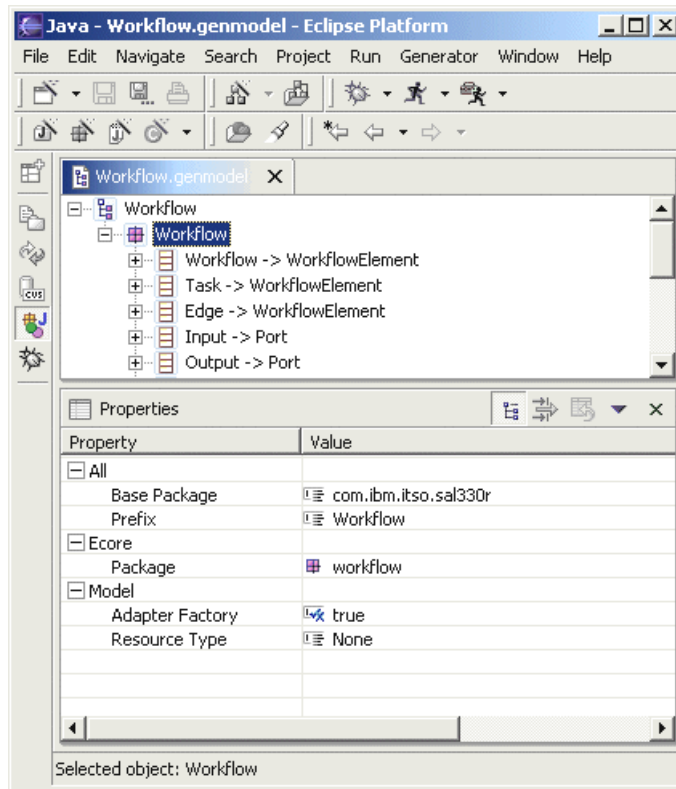 Java - Workflow.genmodel - Eclipse Platform
File Edit Navigate Search Project Run Generator Window Help
Workflow.genmodel
Workflow
Workflow
Workflow -> WorkflowElement
Task -> WorkflowElement
Edge -> WorkflowElement
Input -> Port
Output -> Port
Properties
Property Value
All
Base Package com.ibm.itso.sal330r
Prefix Workflow
Ecore
Package workflow
Model
Adapter Factory true
Resource Type None
Selected object: Workflow